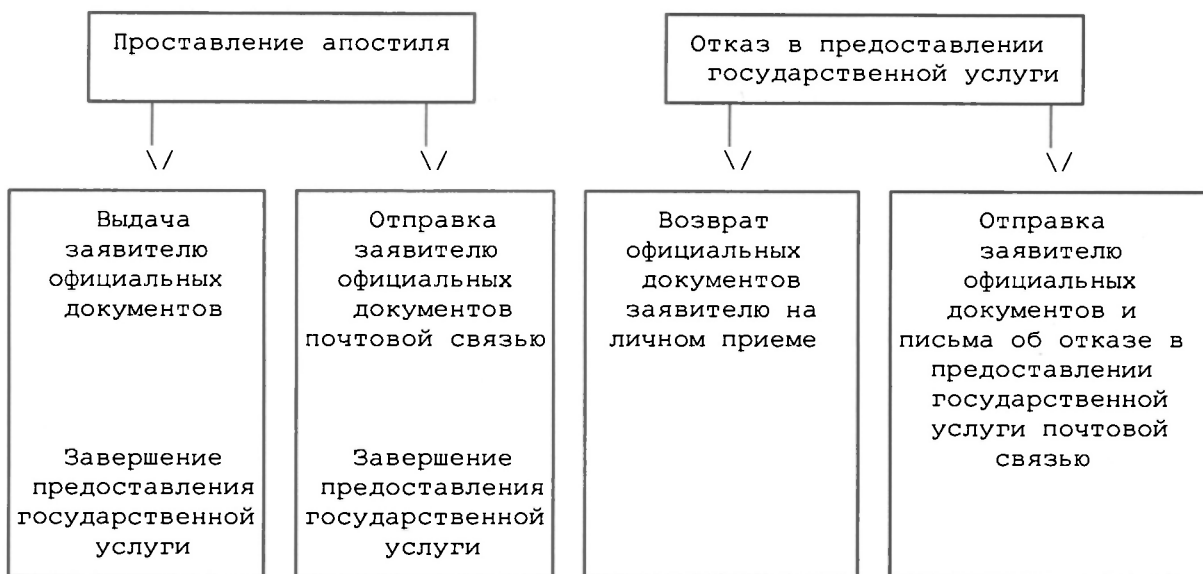 Проставление апостиля
Отказ в предоставлении
государственной услуги
\/
\/
\/
\/
Выдача
заявителю
официальных
документов
Завершение
предоставления
государственной
услуги
Отправка
заявителю
официальных
документов
почтовой связью
Завершение
предоставления
государственной
услуги
Возврат
официальных
документов
заявителю на
личном приеме
Отправка
заявителю
официальных
документов и
письма об отказе в
предоставлении
государственной
услуги почтовой
связью